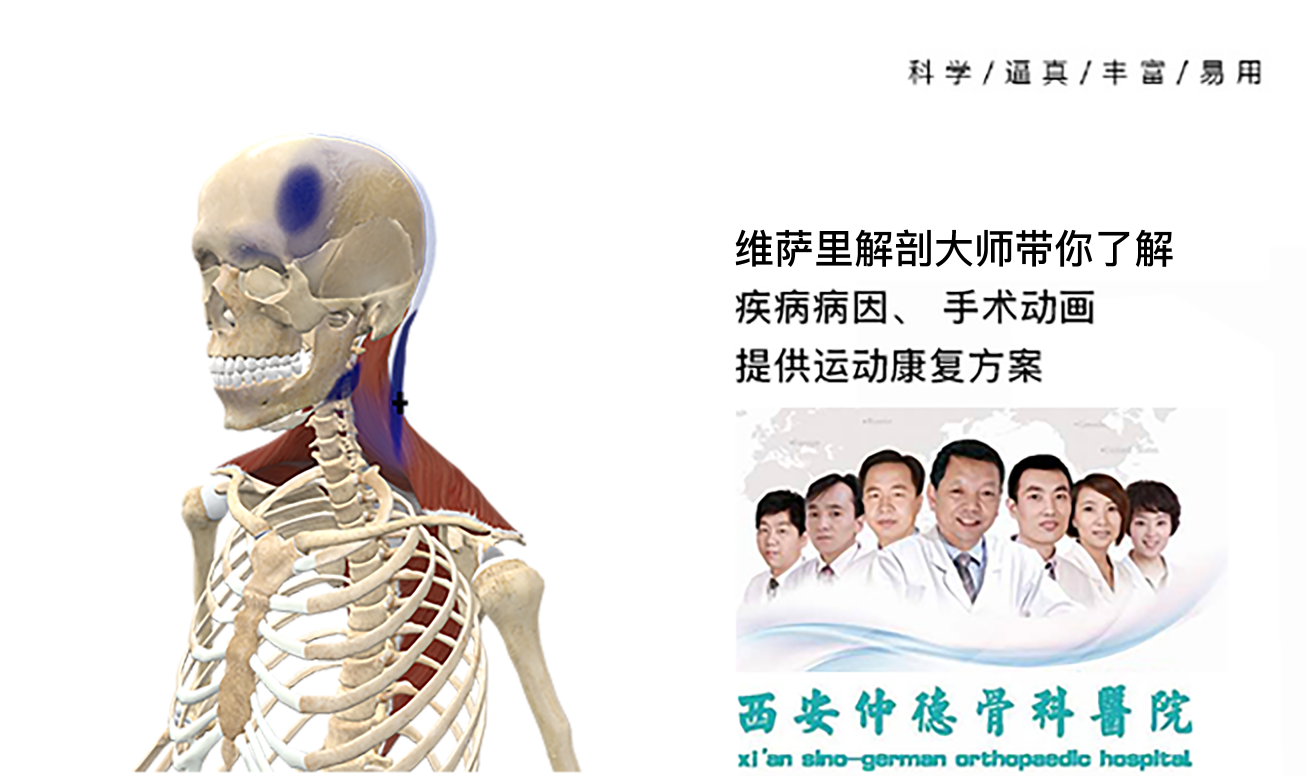 科学/逼真/丰富/易用
维萨里解剖大师带你了解
疾病病因、 手术动画
提供运动康复方案
西安仲德骨科醫院
xi'an sino-german orthopaedic hospital